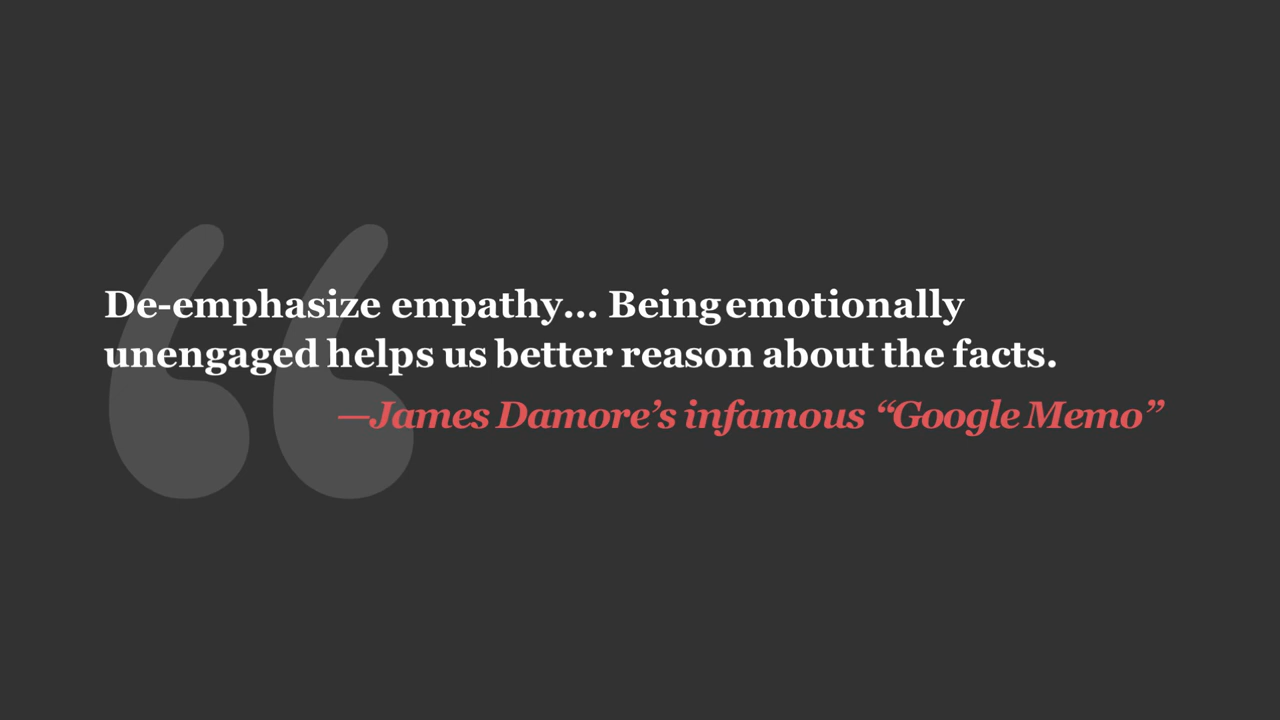 De-emphasize empathy... Being emotionally
unengaged helps us better reason about the facts.
—James Damore’s infamous “Google Memo”